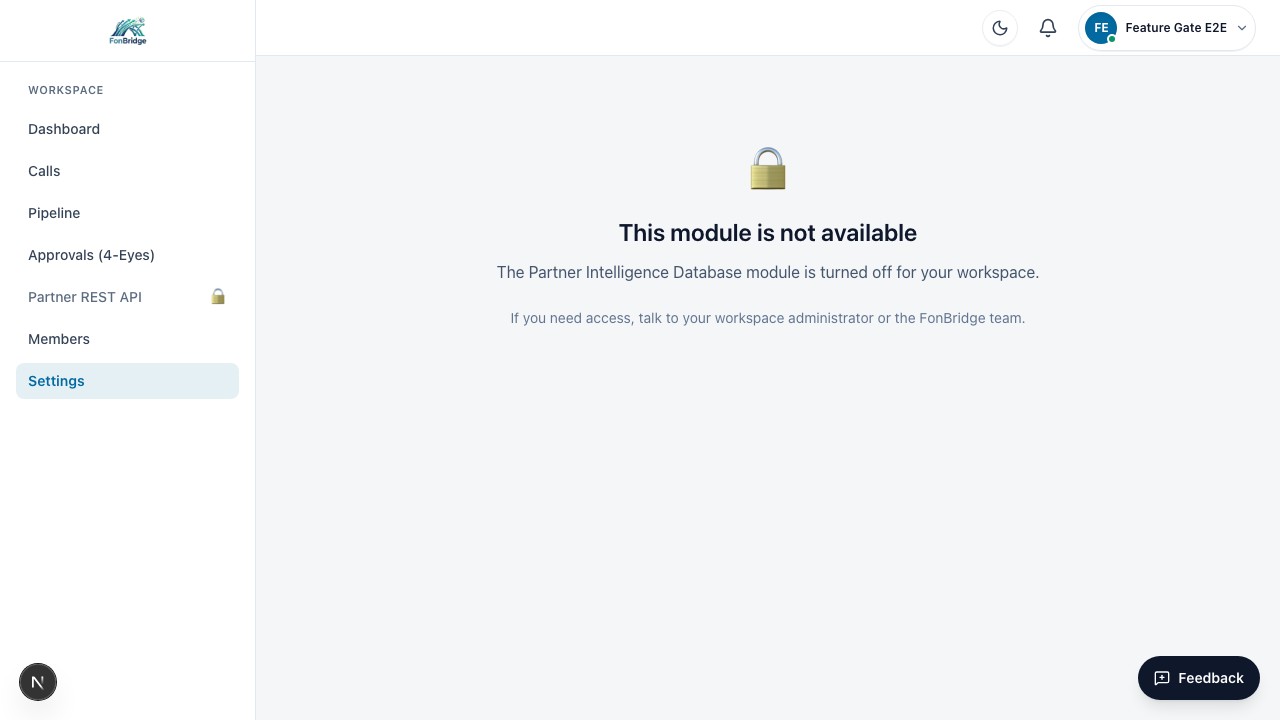 FonBridge
FE
Feature Gate E2E
WORKSPACE
Dashboard
Calls
Pipeline
Approvals (4-Eyes)
Partner REST API
Members
Settings
This module is not available
The Partner Intelligence Database module is turned off for your workspace.
If you need access, talk to your workspace administrator or the FonBridge team.
N
Feedback